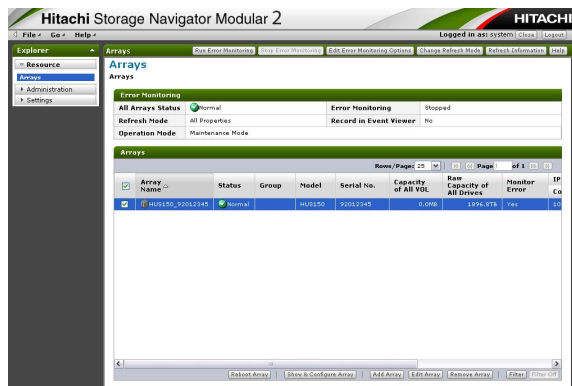 Hitachi Storage Navigator Modular 2
HITACHI
File Go Help
Logged in as: system Close Logout
Explorer
Arrays Run Error Monitoring Stop Error Monitoring Edit Error Monitoring Options Change Refresh Mode Refresh Information Help
Resource
Arrays
Administration
Settings
Arrays
Arrays
Error Monitoring
All Arrays Status Normal Error Monitoring Stopped
Refresh Mode All Properties Record in Event Viewer No
Operation Mode Maintenance Mode
Arrays
Rows/Page: 25 Page 1 of 1
Array Name Status Group Model Serial No. Capacity of All VOL Raw Capacity of All Drives Monitor Error IP
Co
HUS150_92012345 Normal HUS150 92012345 0.0MB 1896.8TB Yes 10
Reboot Array Show & Configure Array Add Array Edit Array Remove Array Filter Filter Off